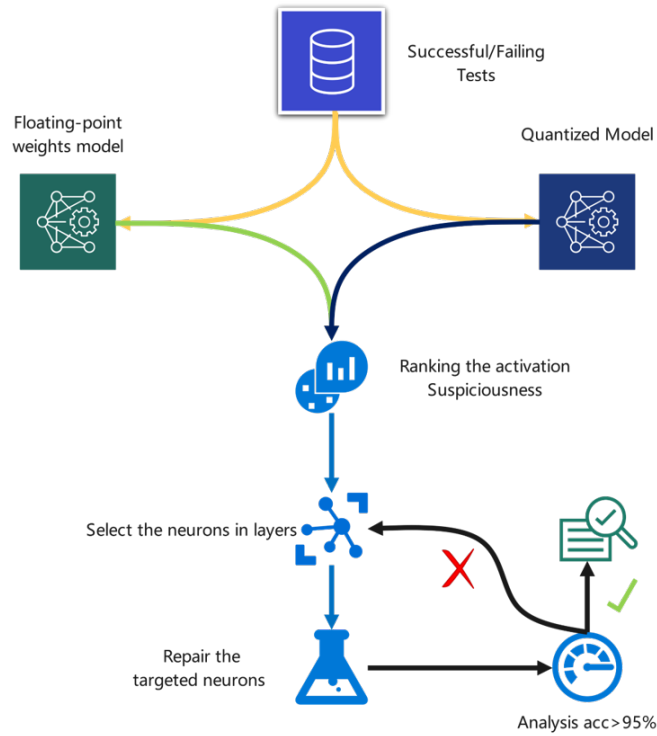 Successful/Failing
Tests
Floating-point
weights model
Quantized Model
Ranking the activation
Suspiciousness
Select the neurons in layers
Repair the
targeted neurons
Analysis acc>95%